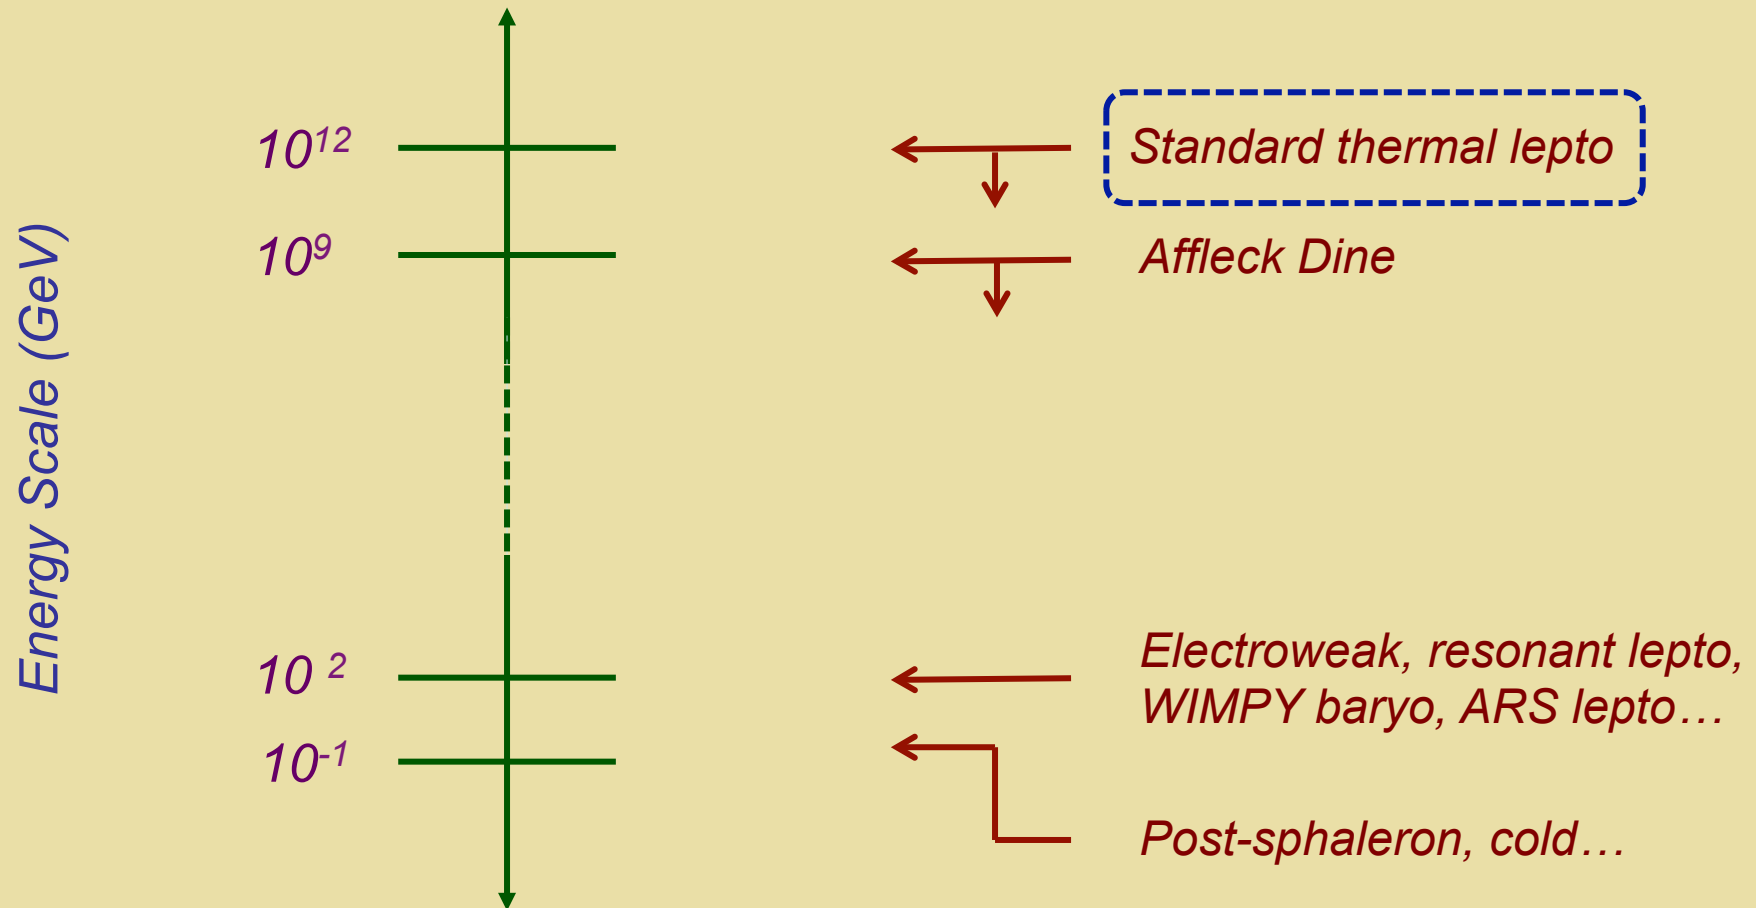 Energy Scale (GeV)
10¹² Standard thermal lepto
10⁹ Affleck Dine
10 ² Electroweak, resonant lepto,
WIMPY baryo, ARS lepto…
10⁻¹
Post-sphaleron, cold…